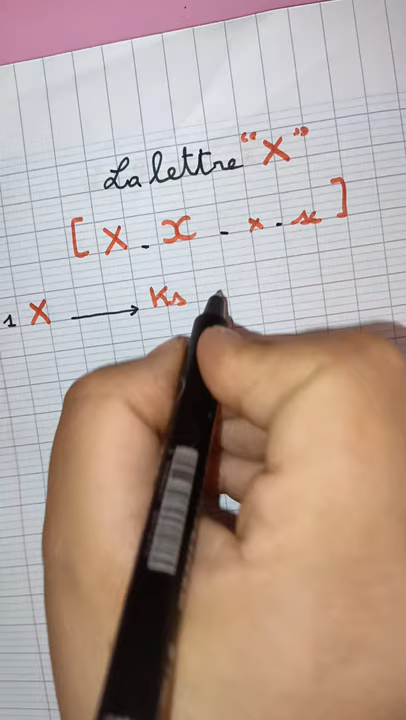 La lettre "X"
[ X - X - x - x ]
1 X → Ks